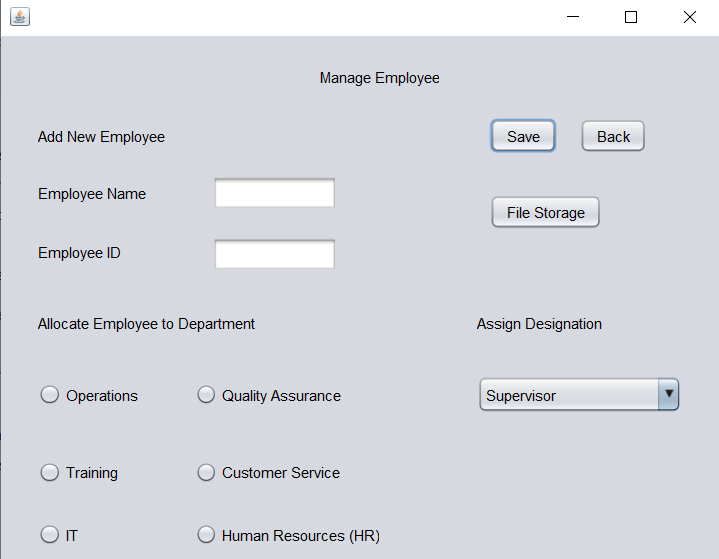 Manage Employee
Add New Employee
Save
Back
Employee Name
File Storage
Employee ID
Allocate Employee to Department
Assign Designation
Operations
Quality Assurance
Supervisor
Training
Customer Service
IT
Human Resources (HR)